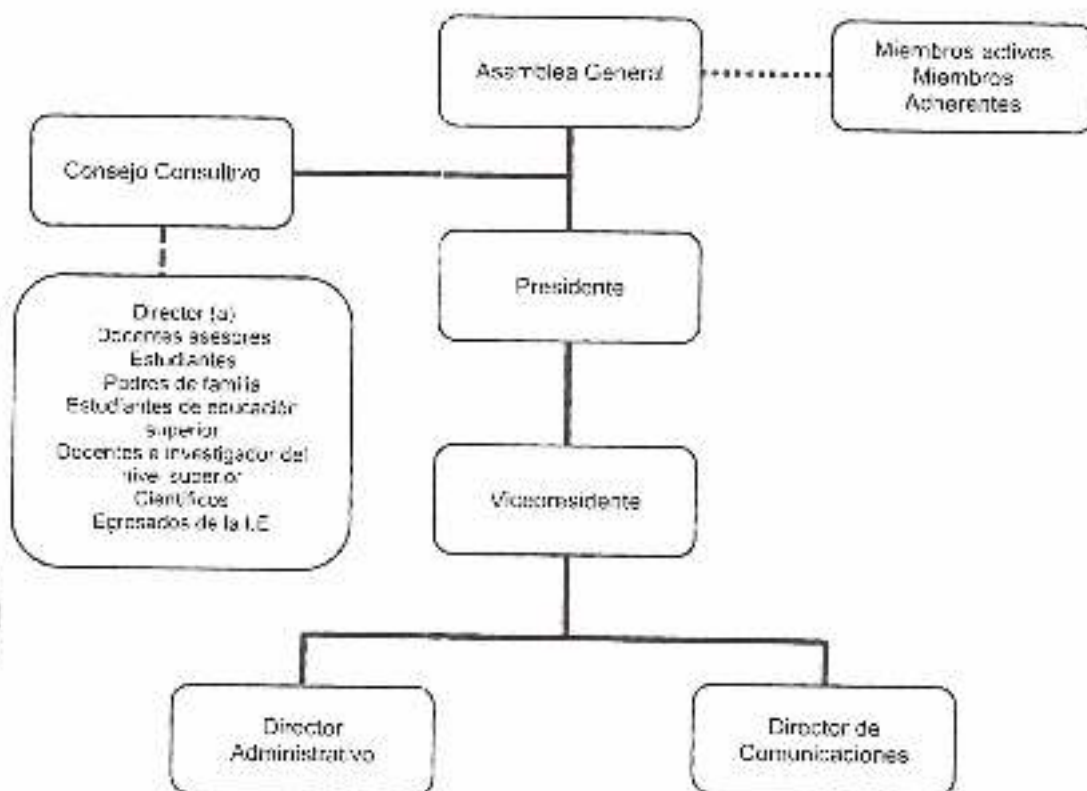 Asamblea General
Miembros activos
Miembros
Adherentes
Consejo Consultivo
Presidente
Director (a)
Docentes asesores
Estudiantes
Padres de familia
Estudiantes de educación
superior
Docentes e investigador del
nivel superior
Científicos
Egresados de la I.E
Vicepresidente
Director
Administrativo
Director de
Comunicaciones